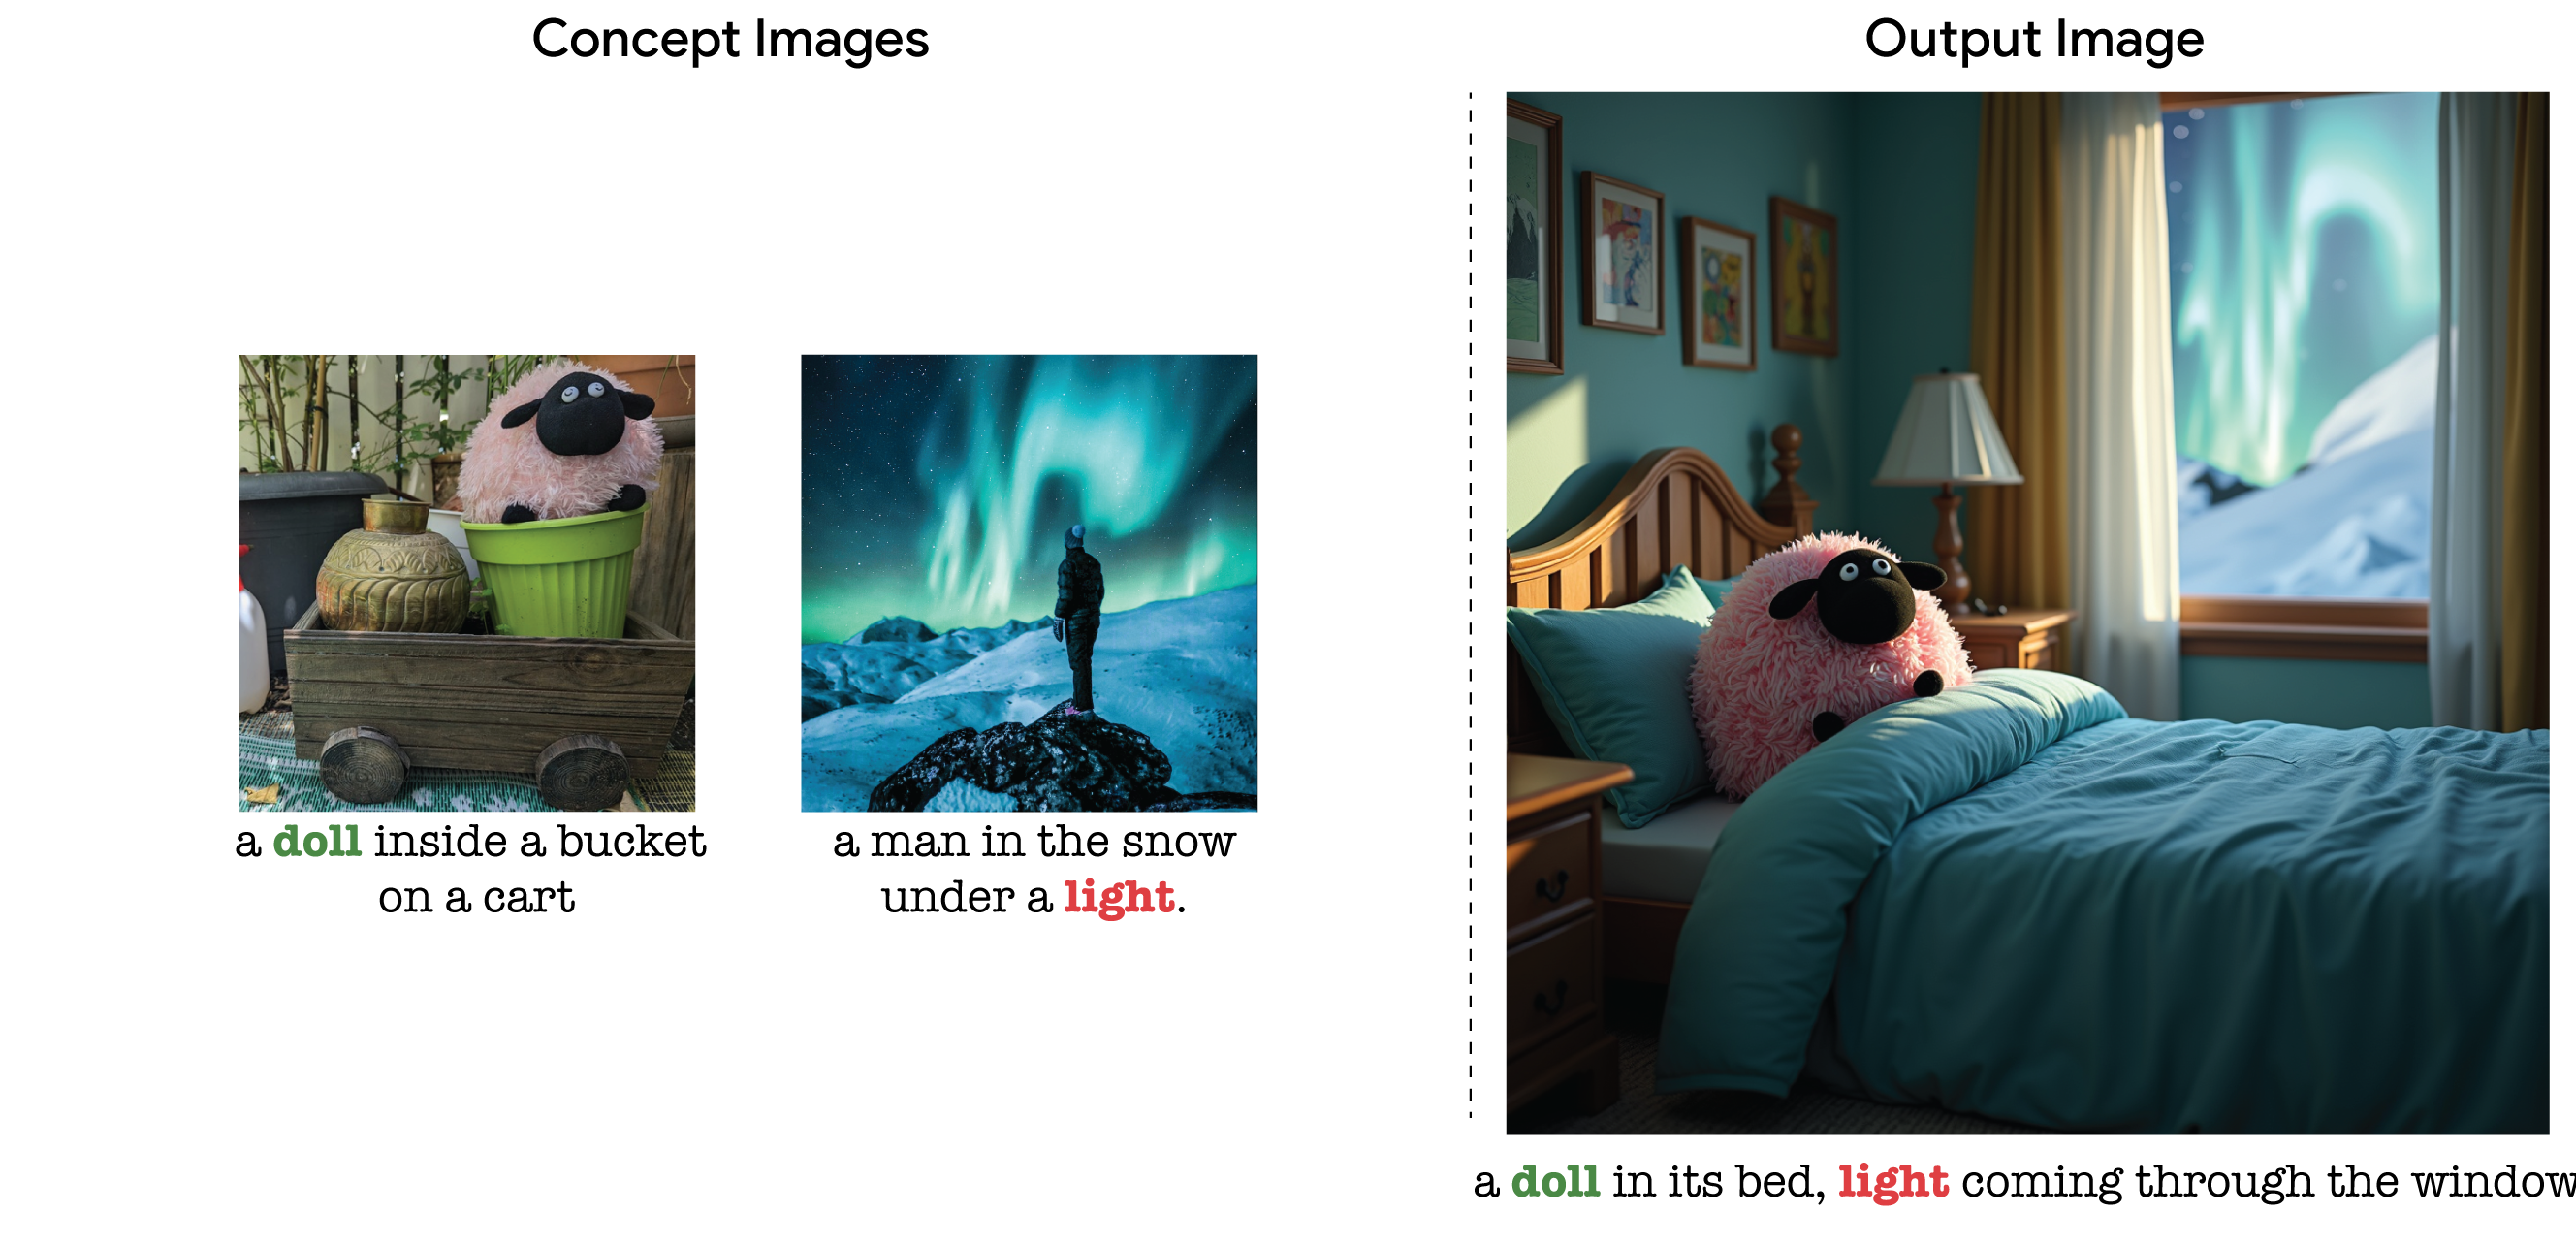 Concept Images
Output Image
a doll inside a bucket
on a cart
a man in the snow
under a light.
a doll in its bed, light coming through the window